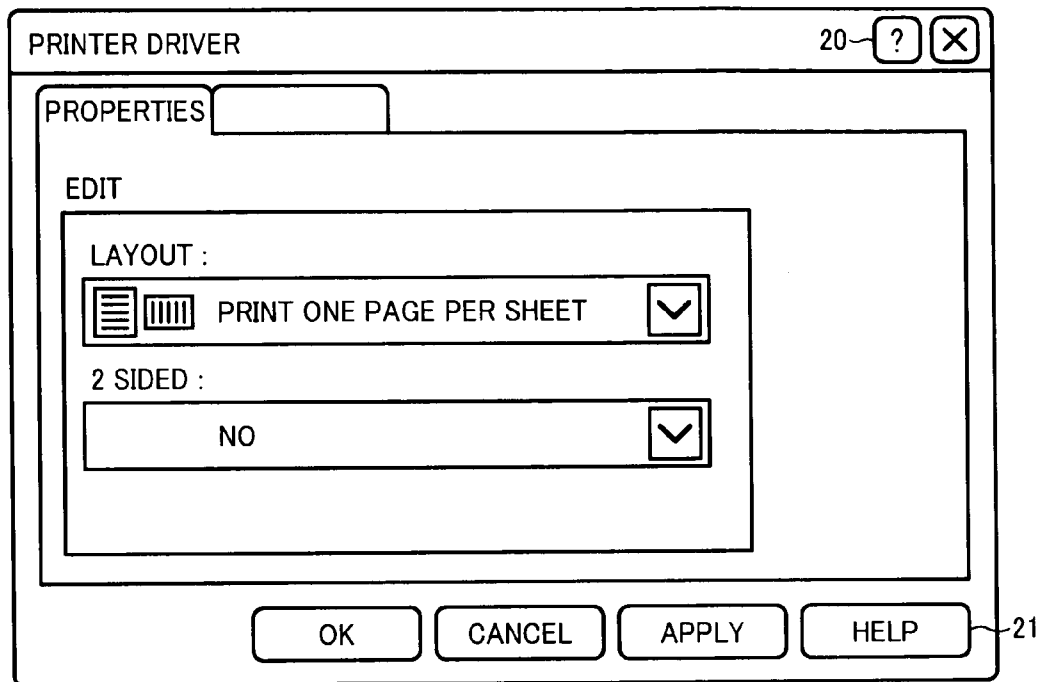 PRINTER DRIVER 20 ?
PROPERTIES
EDIT
LAYOUT :
PRINT ONE PAGE PER SHEET
2 SIDED :
NO
OK CANCEL APPLY HELP 21